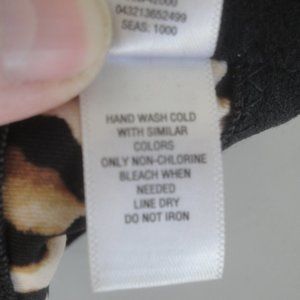 043213652499
SEAS: 1000
HAND WASH COLD
WITH SIMILAR
COLORS
ONLY NON-CHLORINE
BLEACH WHEN
NEEDED
LINE DRY
DO NOT IRON